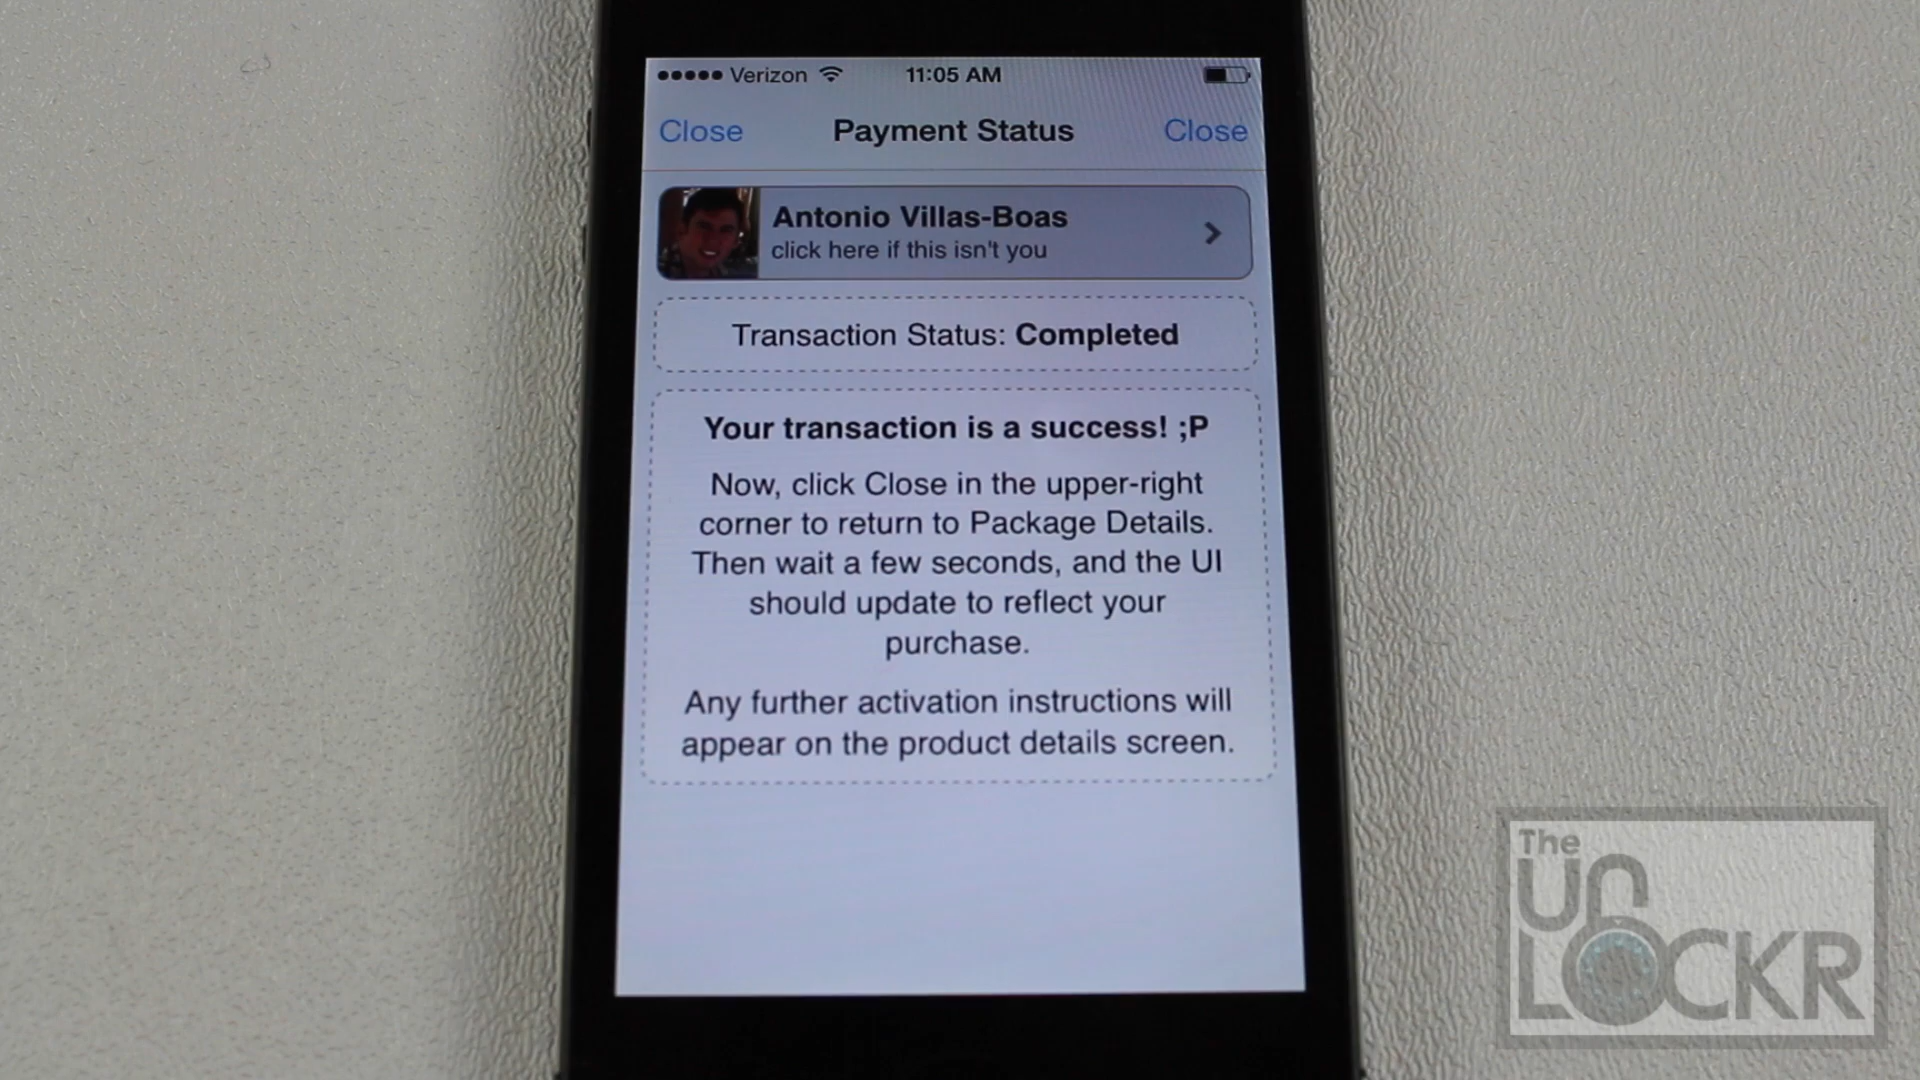 Verizon 11:05 AM
Close Payment Status Close
Antonio Villas-Boas
click here if this isn't you
Transaction Status: Completed
Your transaction is a success! ;P
Now, click Close in the upper-right
corner to return to Package Details.
Then wait a few seconds, and the UI
should update to reflect your
purchase.
Any further activation instructions will
appear on the product details screen.
The
UN
LOCKR